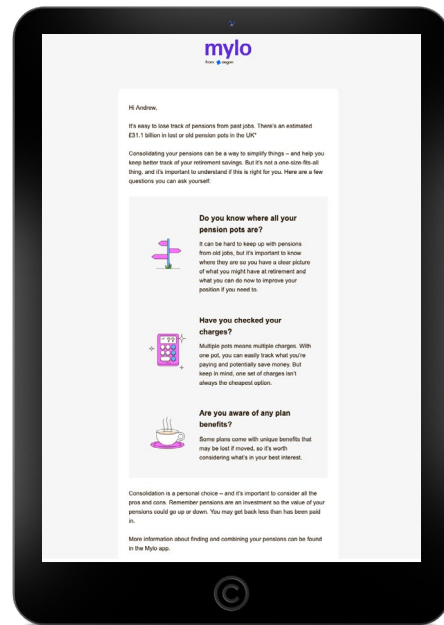 mylo
from aegon
Hi Andrew,
It's easy to lose track of pensions from past jobs. There's an estimated
£31.1 billion in lost or old pension pots in the UK*
Consolidating your pensions can be a way to simplify things – and help you
keep better track of your retirement savings. But it's not a one-size-fits-all
thing, and it's important to understand if this is right for you. Here are a few
questions you can ask yourself:
Do you know where all your
pension pots are?
It can be hard to keep up with pensions
from old jobs, but it's important to know
where they are so you have a clear picture
of what you might have at retirement and
what you can do now to improve your
position if you need to.
Have you checked your
charges?
Multiple pots means multiple charges. With
one pot, you can easily track what you're
paying and potentially save money. But
keep in mind, one set of charges isn't
always the cheapest option.
Are you aware of any plan
benefits?
Some plans come with unique benefits that
may be lost if moved, so it's worth
considering what's in your best interest.
Consolidation is a personal choice – and it's important to consider all the
pros and cons. Remember pensions are an investment so the value of your
pensions could go up or down. You may get back less than has been paid
in.
More information about finding and combining your pensions can be found
in the Mylo app.
©